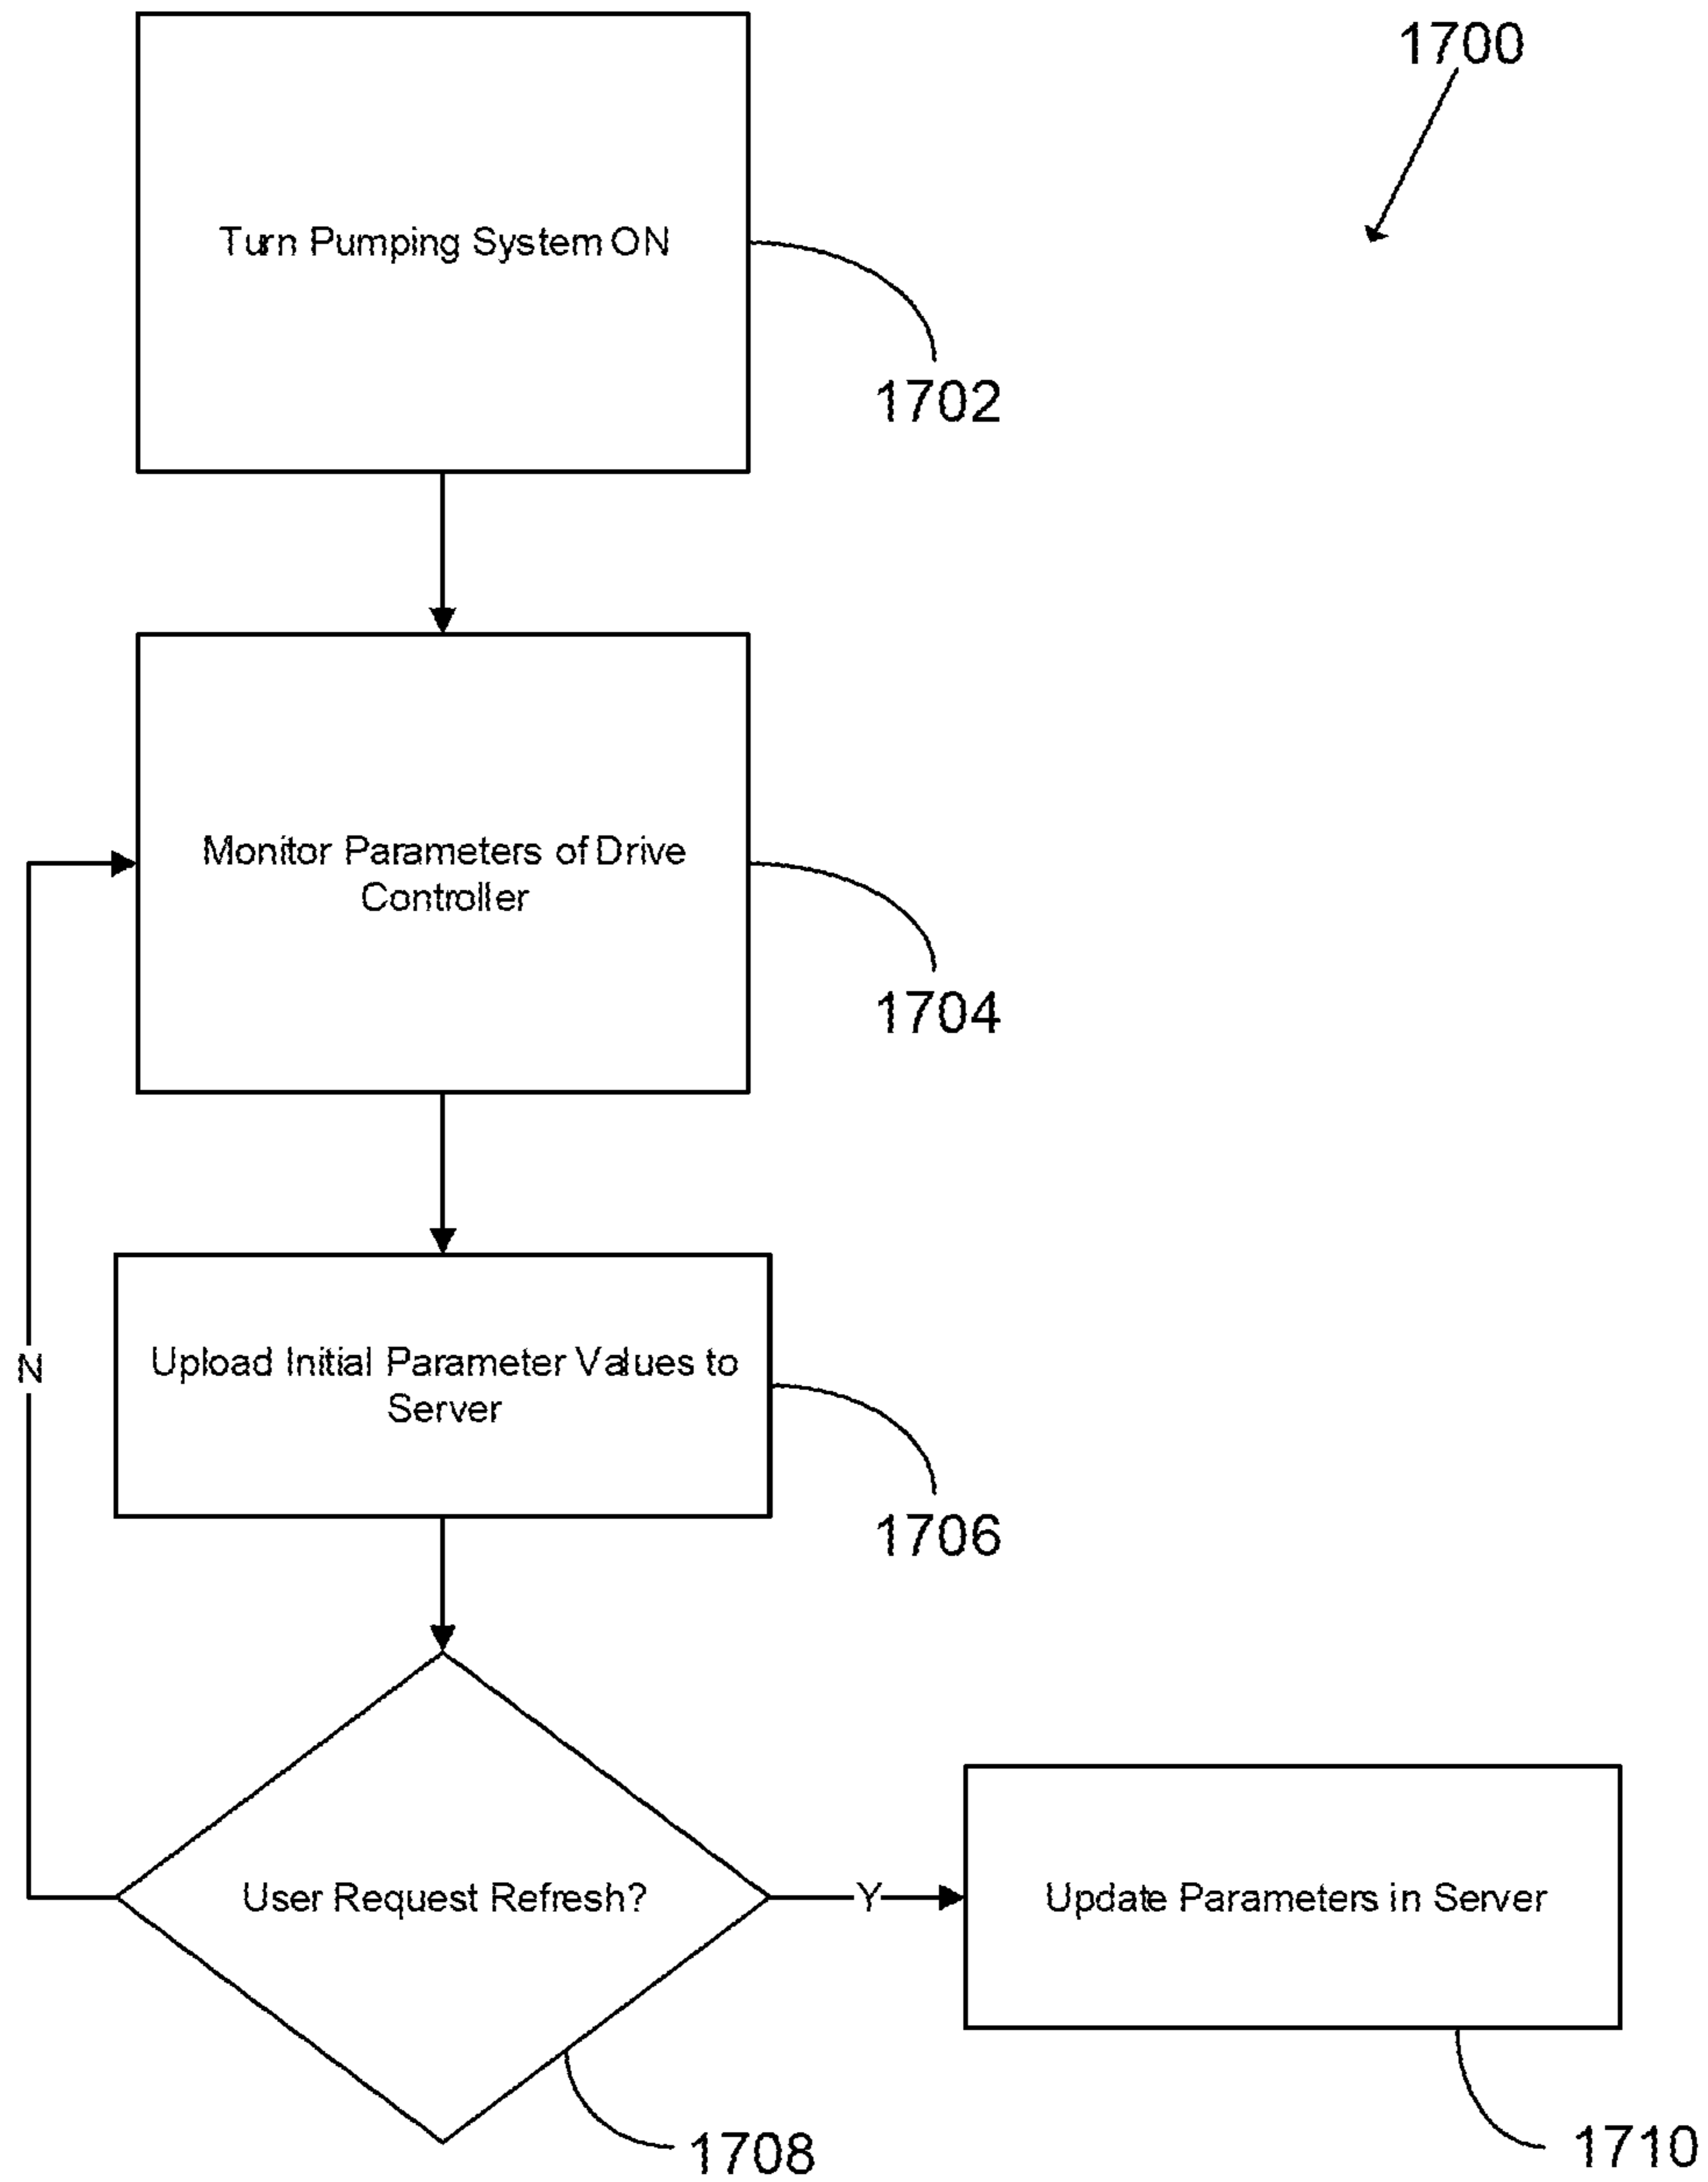 1700
Turn Pumping System ON
1702
Monitor Parameters of Drive
Controller
1704
N
Upload Initial Parameter Values to
Server
1706
User Request Refresh?
Y
Update Parameters in Server
1708
1710